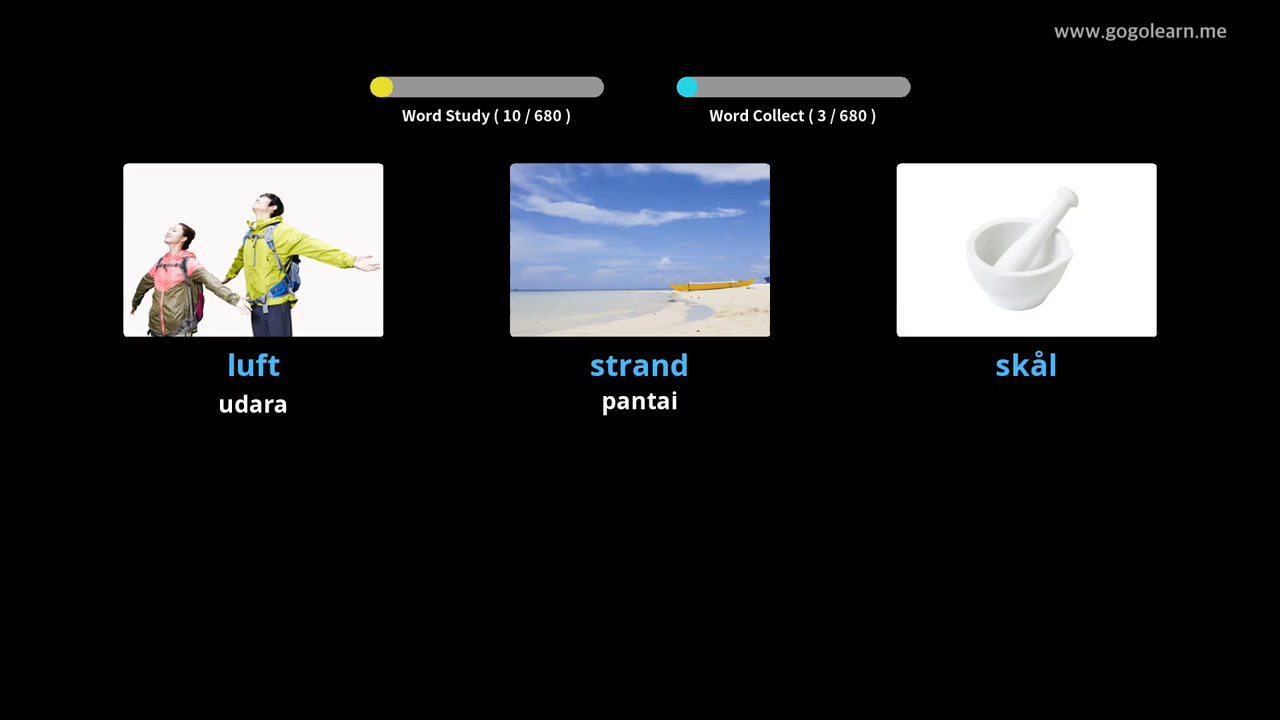 www.gogolearn.me
Word Study ( 10 / 680 )
Word Collect ( 3 / 680 )
luft
udara
strand
pantai
skål